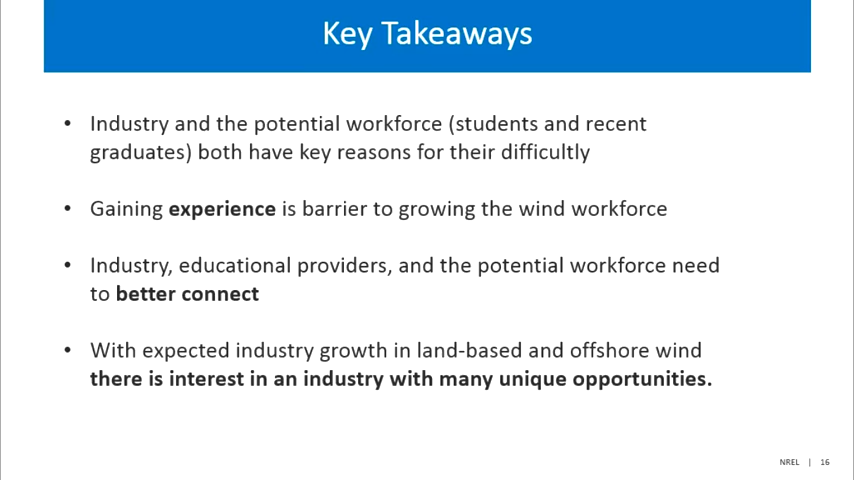 Key Takeaways
• Industry and the potential workforce (students and recent
graduates) both have key reasons for their difficultly
• Gaining experience is barrier to growing the wind workforce
• Industry, educational providers, and the potential workforce need
to better connect
• With expected industry growth in land-based and offshore wind
there is interest in an industry with many unique opportunities.
NREL | 16